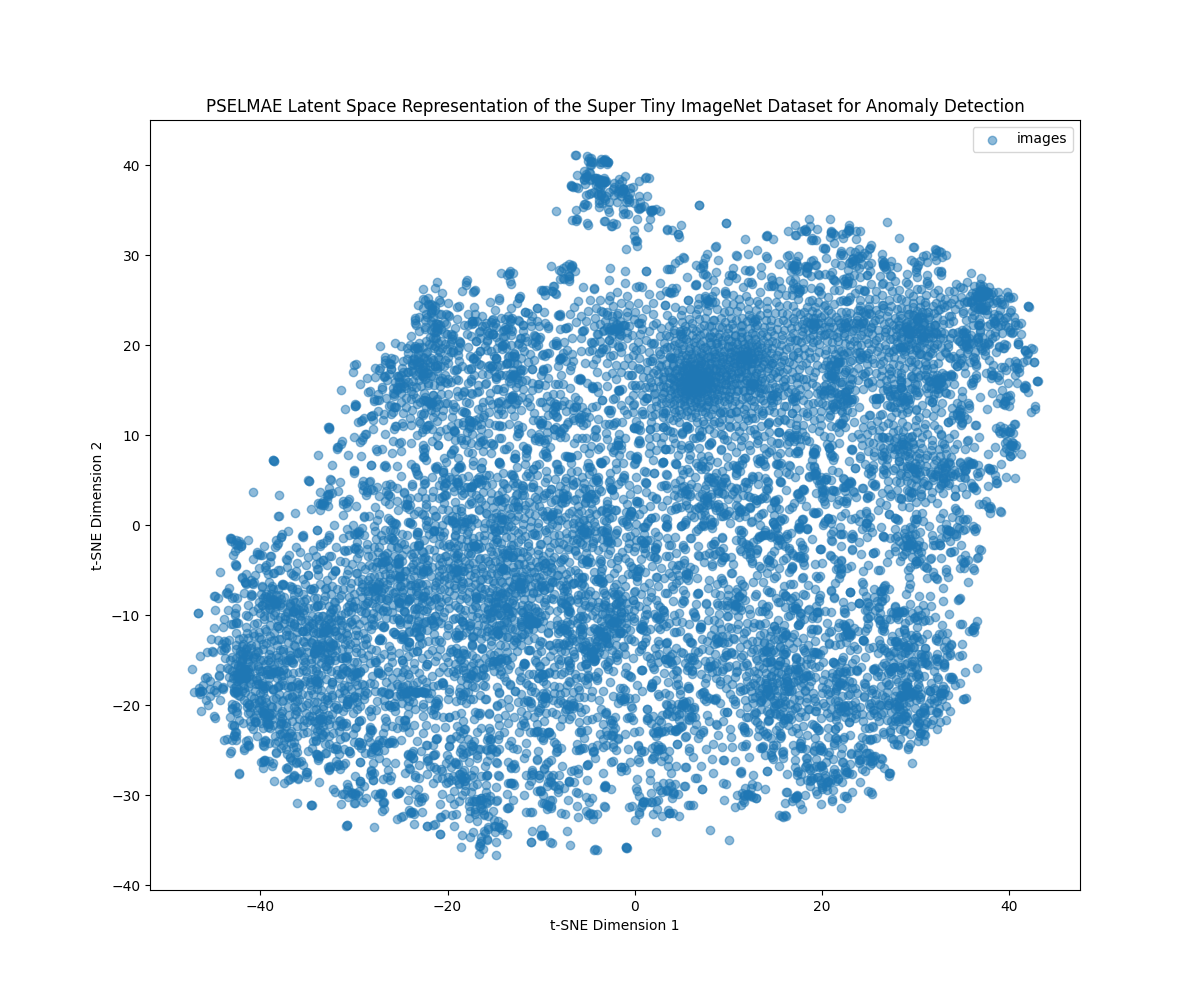 PSELMAE Latent Space Representation of the Super Tiny ImageNet Dataset for Anomaly Detection
images
40
30
20
10
0
−10
−20
−30
−40
t-SNE Dimension 2
−40 −20 0 20 40
t-SNE Dimension 1